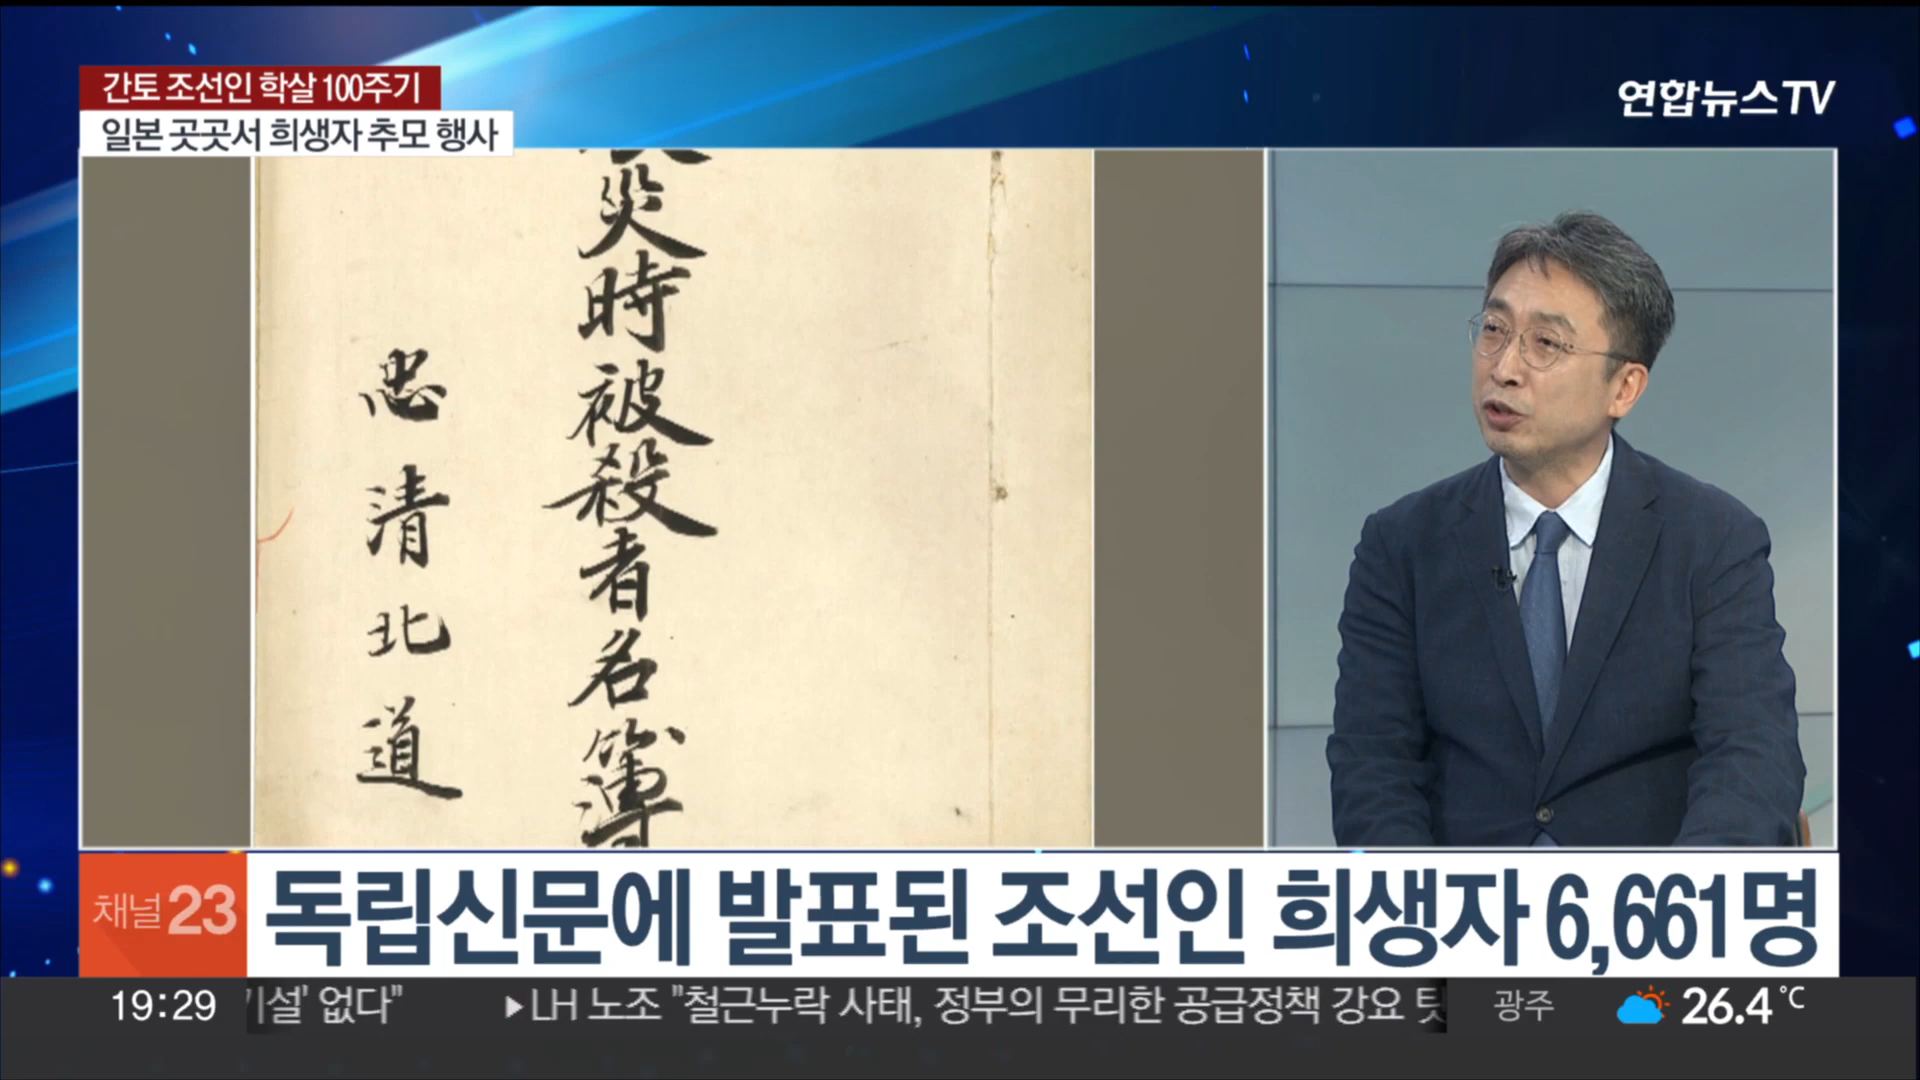 간토 조선인 학살 100주기
일본 곳곳서 희생자 추모 행사
연합뉴스TV
災時被殺者名簿
忠清北道
채널23
독립신문에 발표된 조선인 희생자 6,661명
19:29
기설' 없다"
▶LH 노조 "철근누락 사태, 정부의 무리한 공급정책 강요
광주
26.4℃